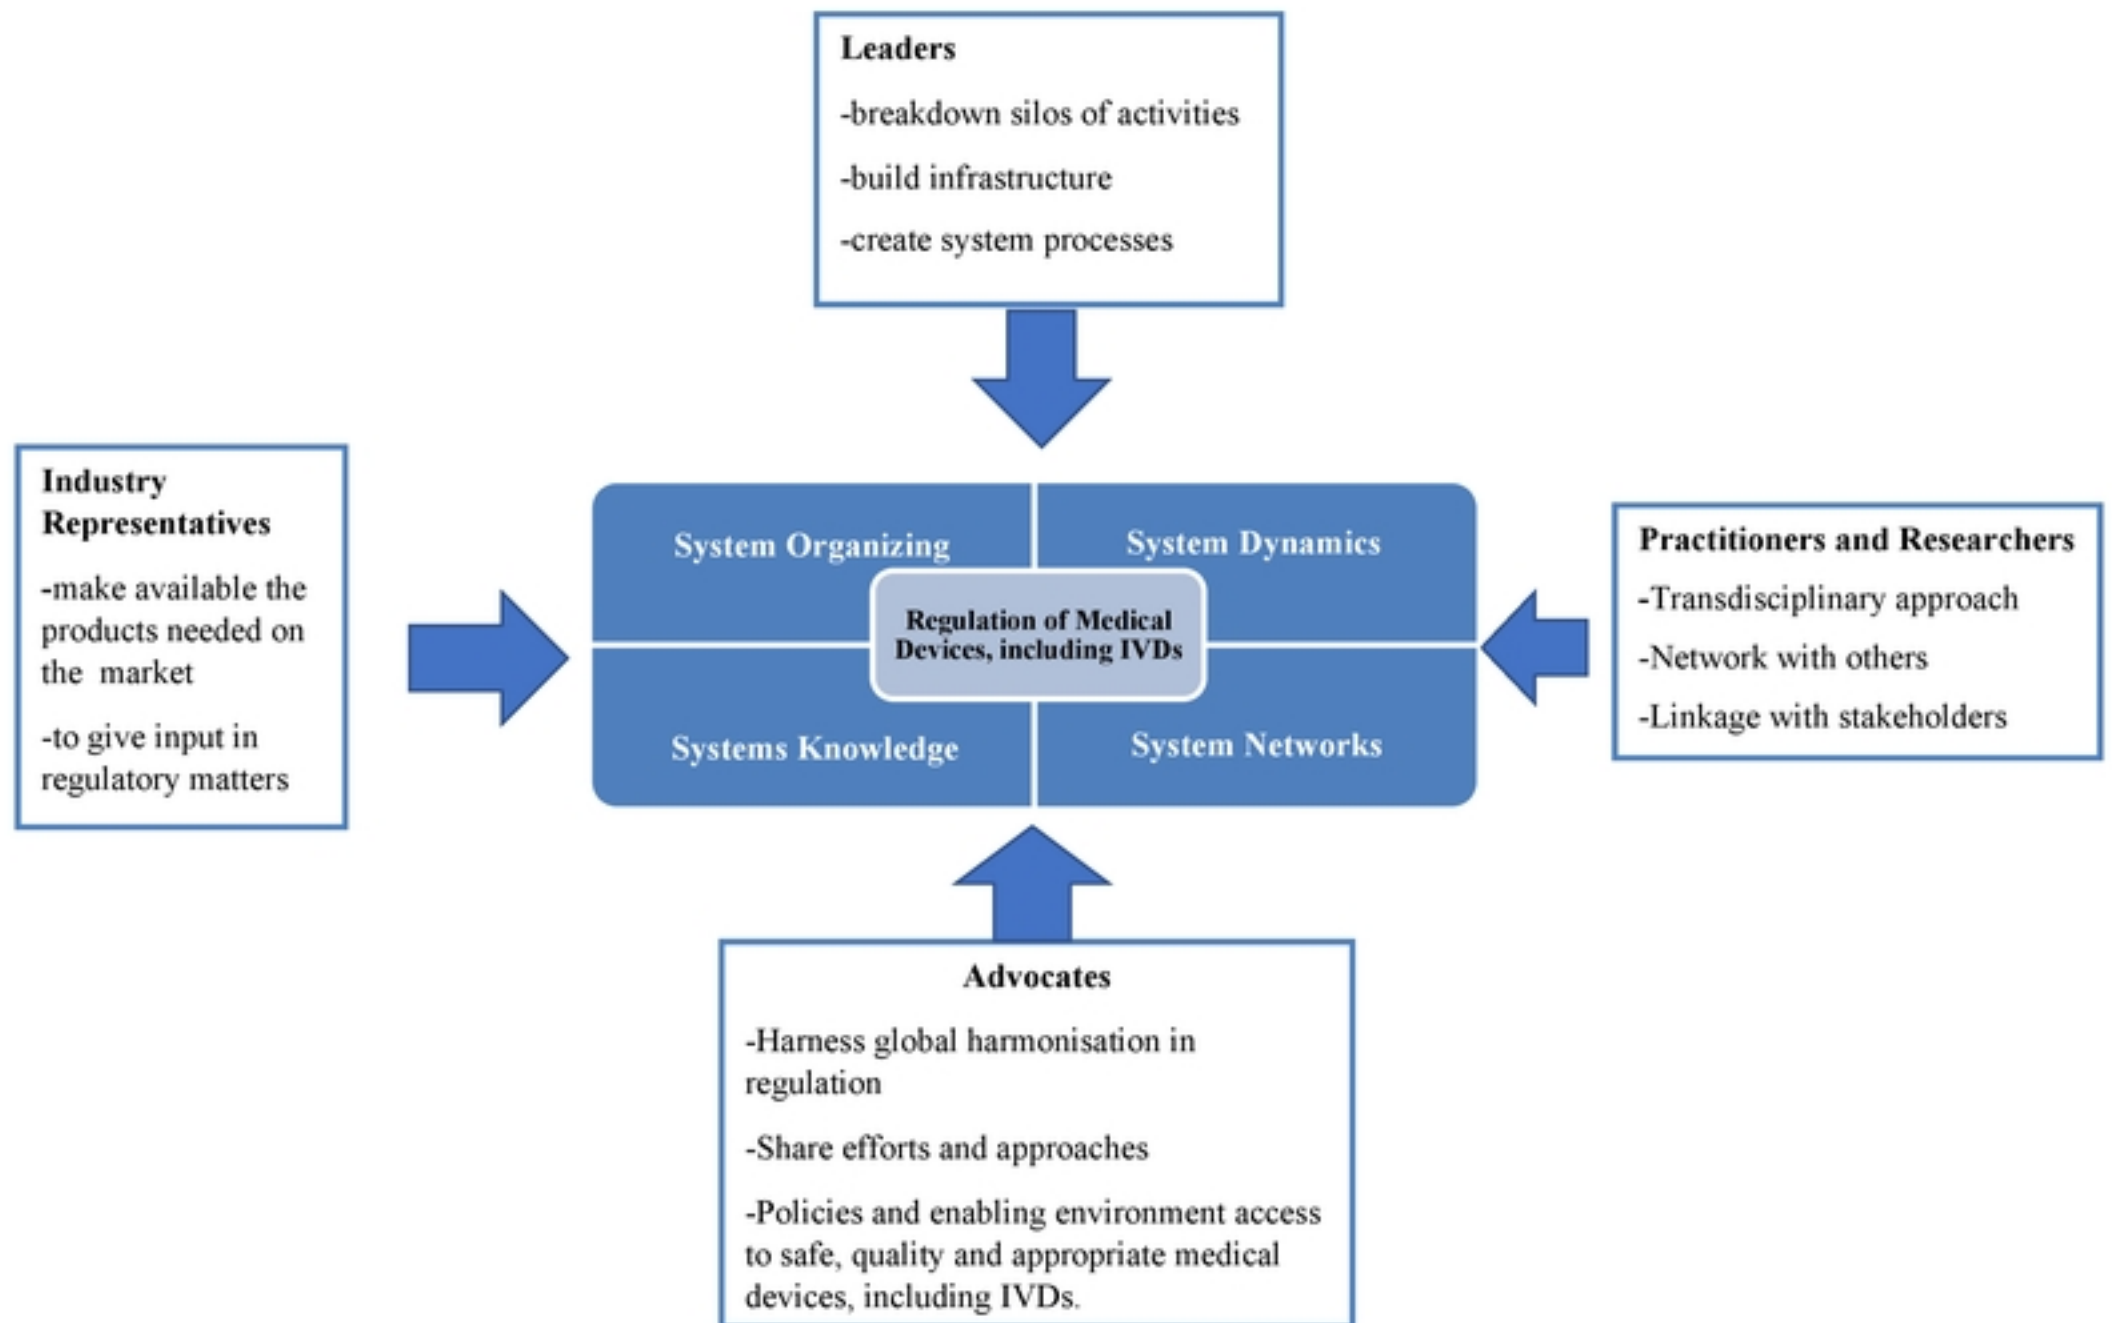 Leaders
-breakdown silos of activities
-build infrastructure
-create system processes
Industry
Representatives
-make available the
products needed on
the market
-to give input in
regulatory matters
System Organizing
System Dynamics
Regulation of Medical
Devices, including IVDs
Systems Knowledge
System Networks
Practitioners and Researchers
-Transdisciplinary approach
-Network with others
-Linkage with stakeholders
Advocates
-Harness global harmonisation in
regulation
-Share efforts and approaches
-Policies and enabling environment access
to safe, quality and appropriate medical
devices, including IVDs.